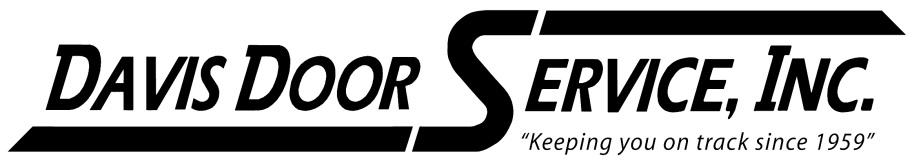 DAVIS DOOR SERVICE, INC.
“Keeping you on track since 1959”